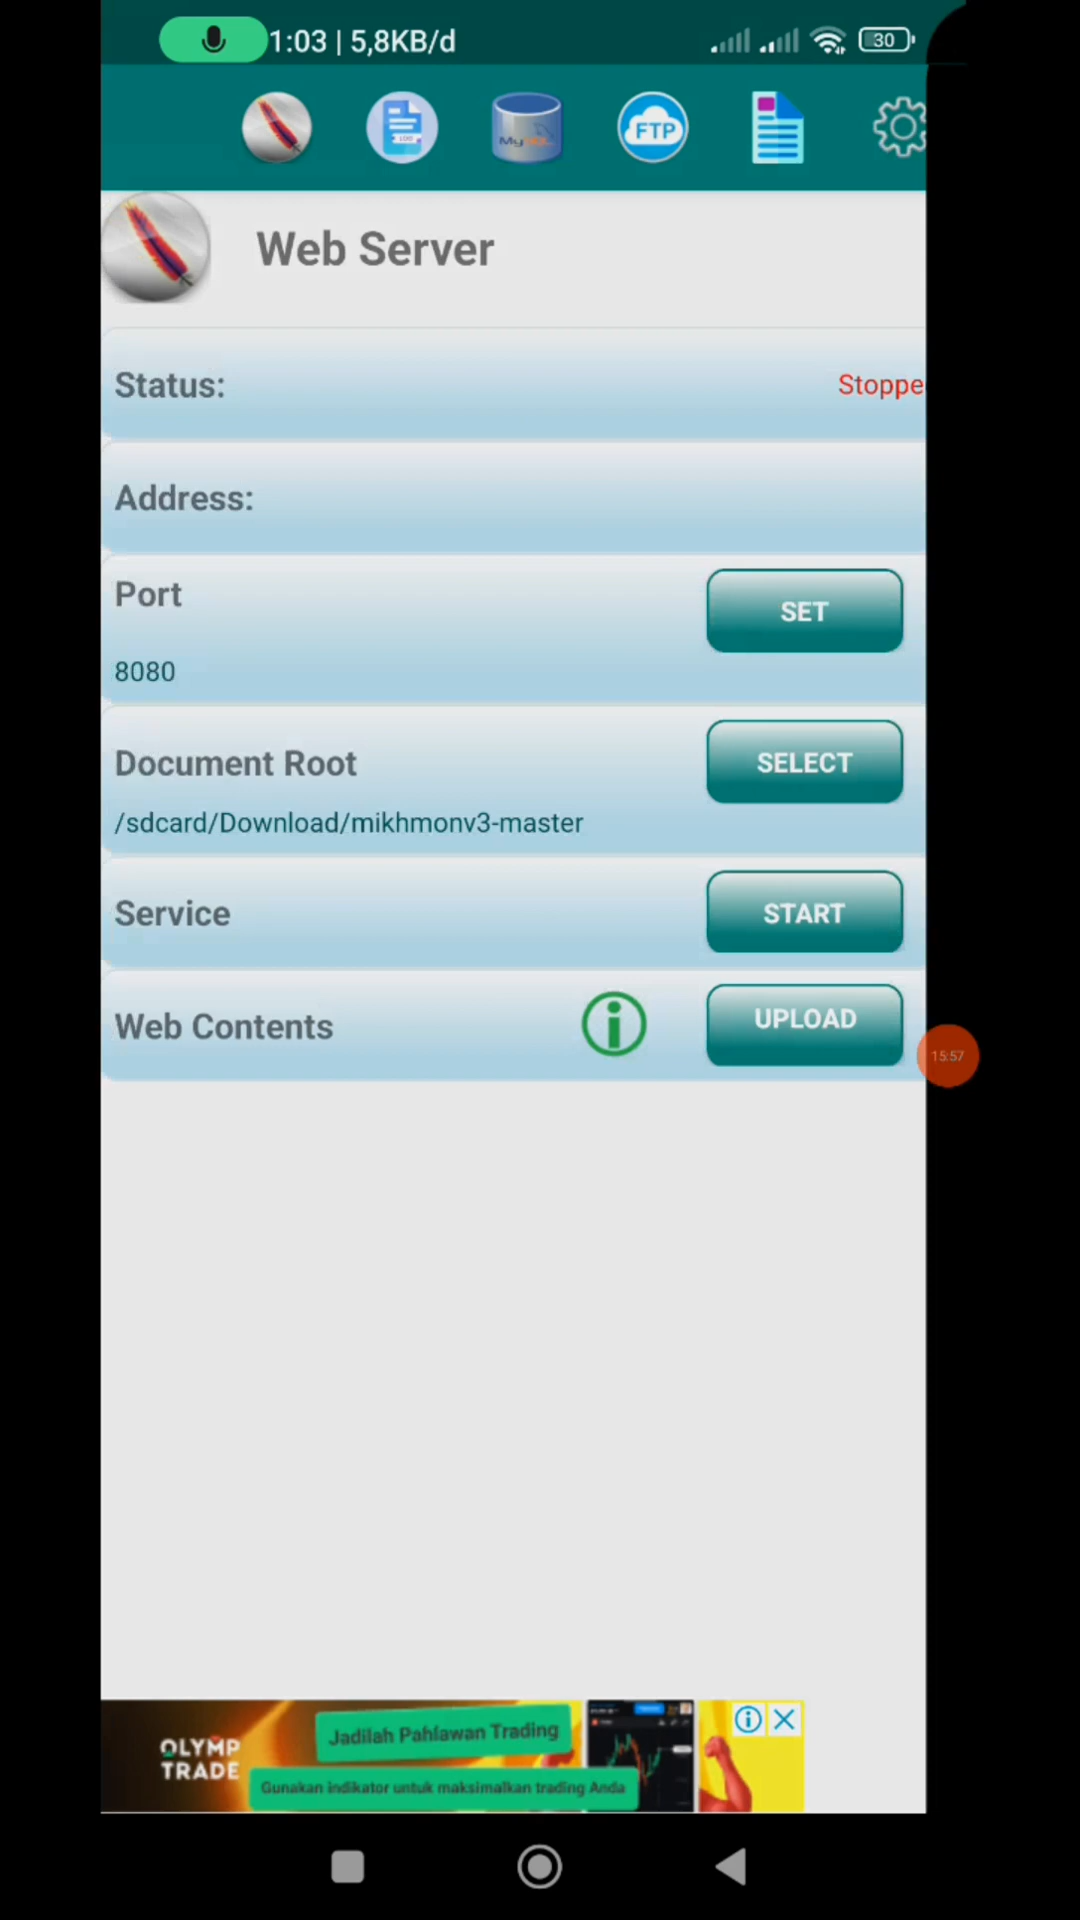 1:03 | 5,8KB/d
30
FTP
Web Server
Status:
Stoppe
Address:
Port
SET
8080
Document Root
SELECT
/sdcard/Download/mikhmonv3-master
Service
START
Web Contents
UPLOAD
15:57
OLYMP
TRADE
Jadilah Pahlawan Trading
Gunakan indikator untuk maksimalkan trading Anda